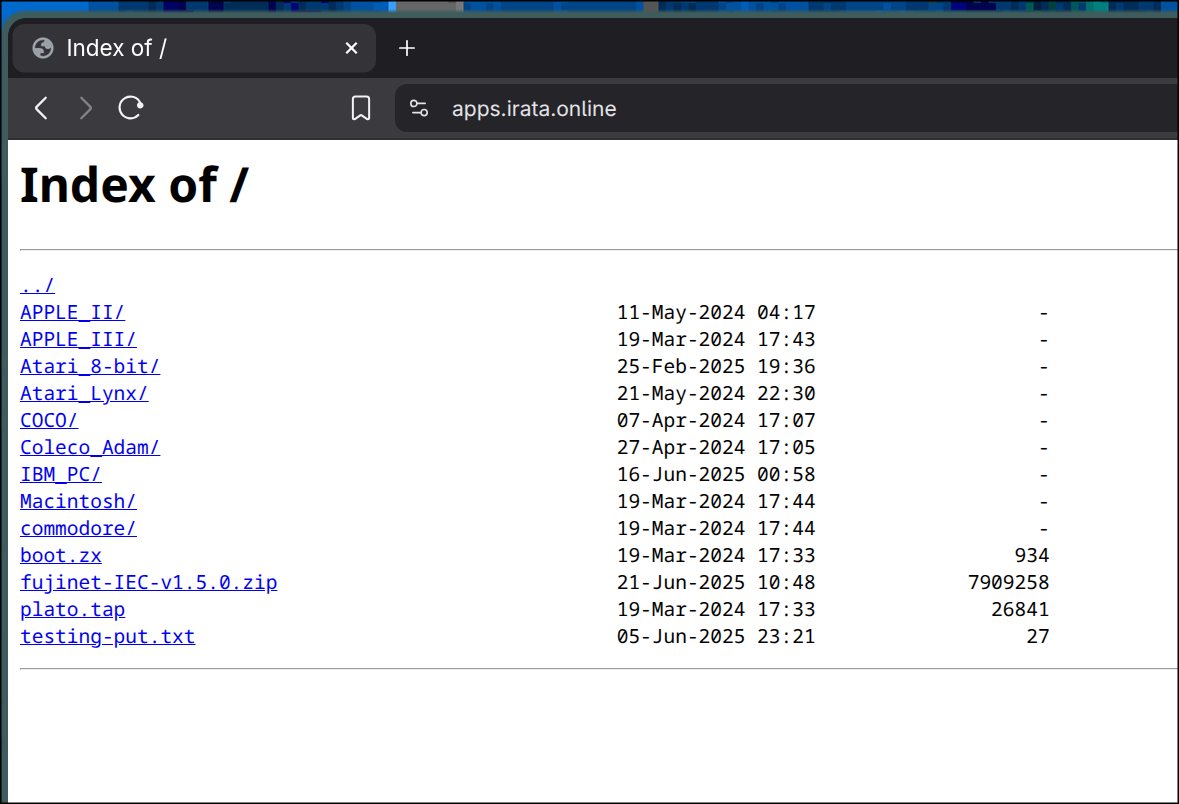 Index of /
apps.irata.online
Index of /
../
APPLE_II/ 11-May-2024 04:17 -
APPLE_III/ 19-Mar-2024 17:43 -
Atari_8-bit/ 25-Feb-2025 19:36 -
Atari_Lynx/ 21-May-2024 22:30 -
COCO/ 07-Apr-2024 17:07 -
Coleco_Adam/ 27-Apr-2024 17:05 -
IBM_PC/ 16-Jun-2025 00:58 -
Macintosh/ 19-Mar-2024 17:44 -
commodore/ 19-Mar-2024 17:44 -
boot.zx 19-Mar-2024 17:33 934
fujinet-IEC-v1.5.0.zip 21-Jun-2025 10:48 7909258
plato.tap 19-Mar-2024 17:33 26841
testing-put.txt 05-Jun-2025 23:21 27